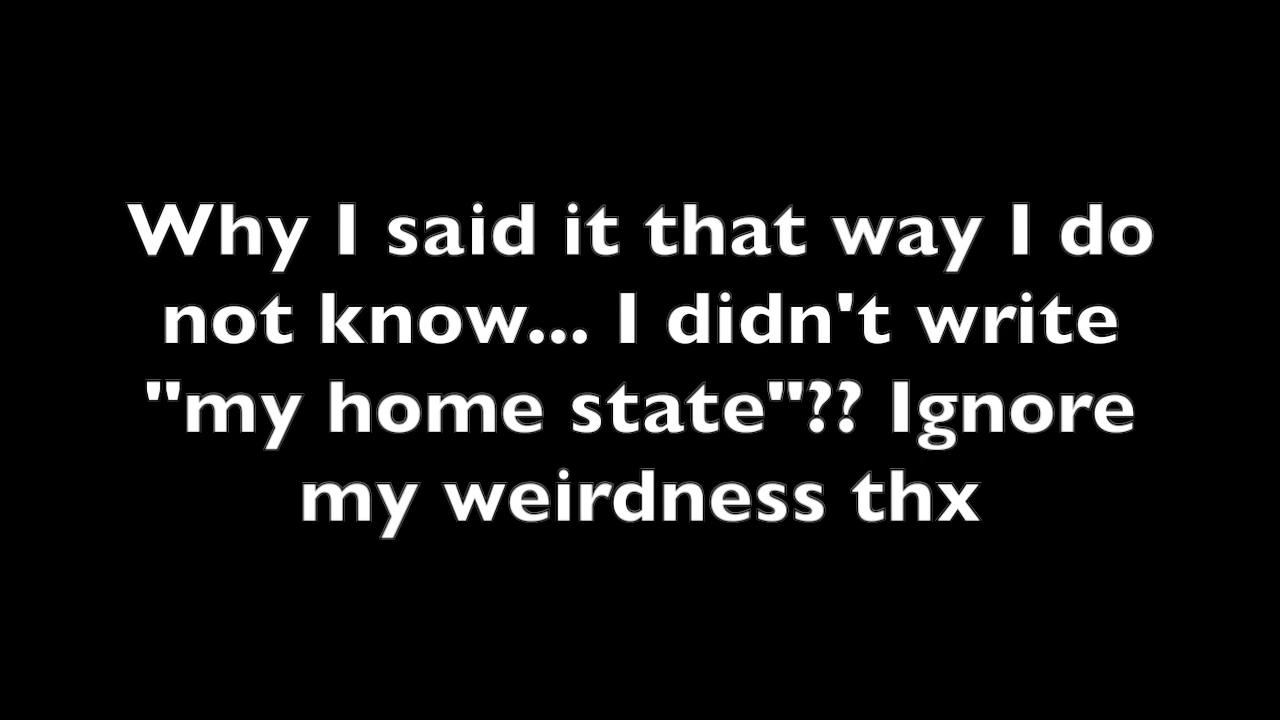 Why I said it that way I do
not know... I didn't write
"my home state"?? Ignore
my weirdness thx